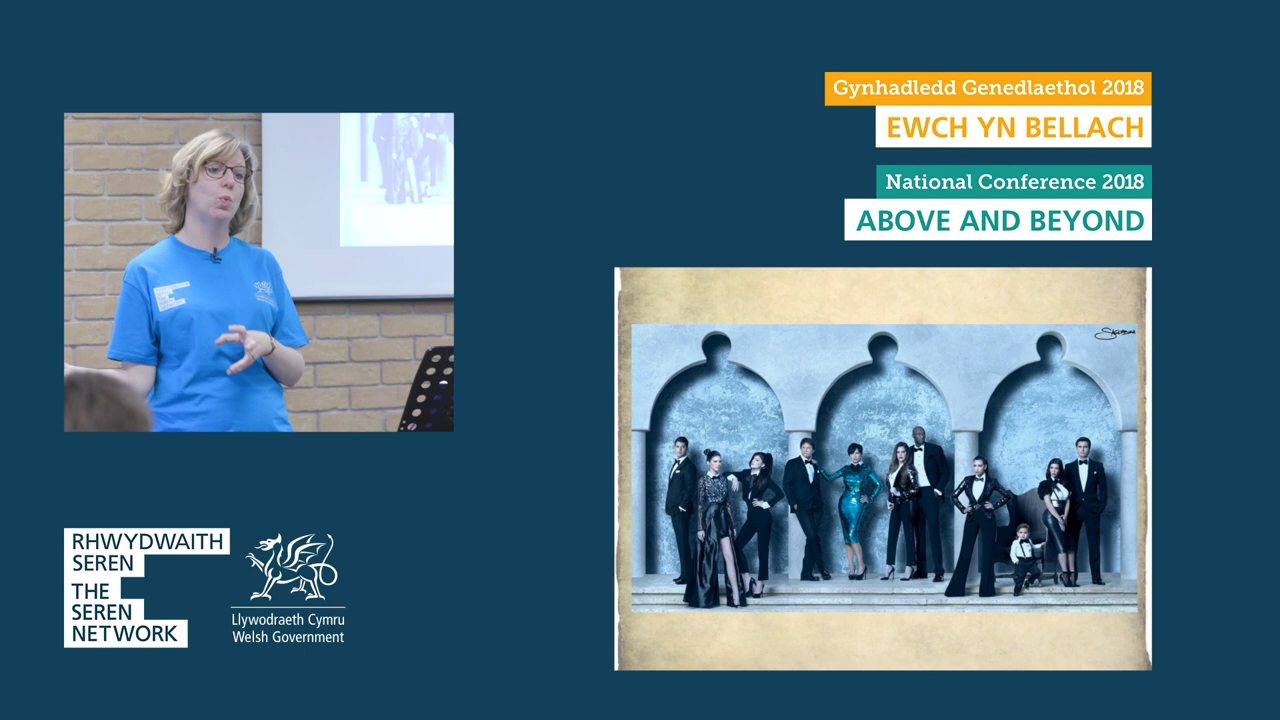 Gynhadledd Genedlaethol 2018
EWCH YN BELLACH
National Conference 2018
ABOVE AND BEYOND
RHWYDWAITH
SEREN
THE
SEREN
NETWORK
Llywodraeth Cymru
Welsh Government